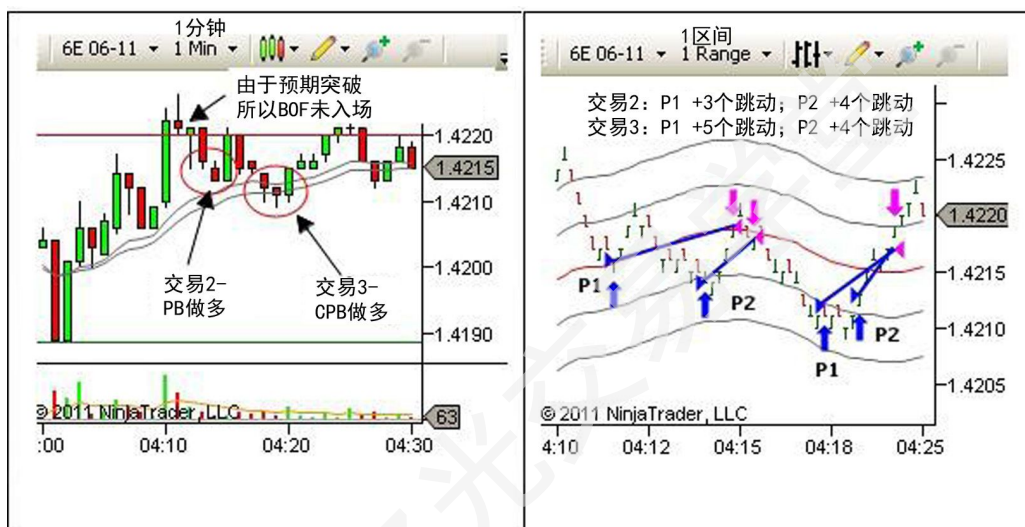 1分钟
6E 06-11 1 Min
由于预期突破
所以BOF未入场
1.4220
1.4215
1.4210
1.4200
1.4190
交易2-
PB做多
交易3-
CPB做多
© 2011 NinjaTrader, LLC
63
:00 04:10 04:20 04:30
1区间
6E 06-11 1 Range
交易2: P1 +3个跳动; P2 +4个跳动
交易3: P1 +5个跳动; P2 +4个跳动
1.4225
1.4220
1.4215
1.4210
1.4205
P1
P2
P2
P1
© 2011 NinjaTrader, LLC
4:10 04:12 04:15 04:18 04:25